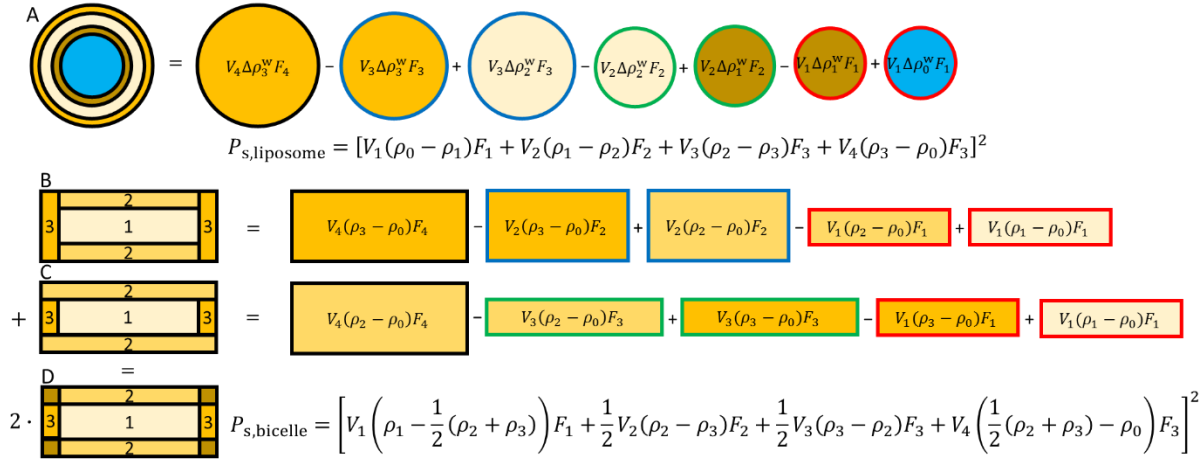 A
= V₄Δρ₃ʷF₄ − V₃Δρ₃ʷF₃ + V₃Δρ₂ʷF₃ − V₂Δρ₂ʷF₂ + V₂Δρ₁ʷF₂ − V₁Δρ₁ʷF₁ + V₁Δρ₀ʷF₁
P_{s,liposome} = [V₁(ρ₀ − ρ₁)F₁ + V₂(ρ₁ − ρ₂)F₂ + V₃(ρ₂ − ρ₃)F₃ + V₄(ρ₃ − ρ₀)F₃]²
B
2
3 1 3 = V₄(ρ₃ − ρ₀)F₄ − V₂(ρ₃ − ρ₀)F₂ + V₂(ρ₂ − ρ₀)F₂ − V₁(ρ₂ − ρ₀)F₁ + V₁(ρ₁ − ρ₀)F₁
2
C
2
+ 3 1 3 = V₄(ρ₂ − ρ₀)F₄ − V₃(ρ₂ − ρ₀)F₃ + V₃(ρ₃ − ρ₀)F₃ − V₁(ρ₃ − ρ₀)F₁ + V₁(ρ₁ − ρ₀)F₁
2
=
D
2
2 · 3 1 3 P_{s,bicelle} = [V₁(ρ₁ − ½(ρ₂ + ρ₃))F₁ + ½V₂(ρ₂ − ρ₃)F₂ + ½V₃(ρ₃ − ρ₂)F₃ + V₄(½(ρ₂ + ρ₃) − ρ₀)F₃]²
2